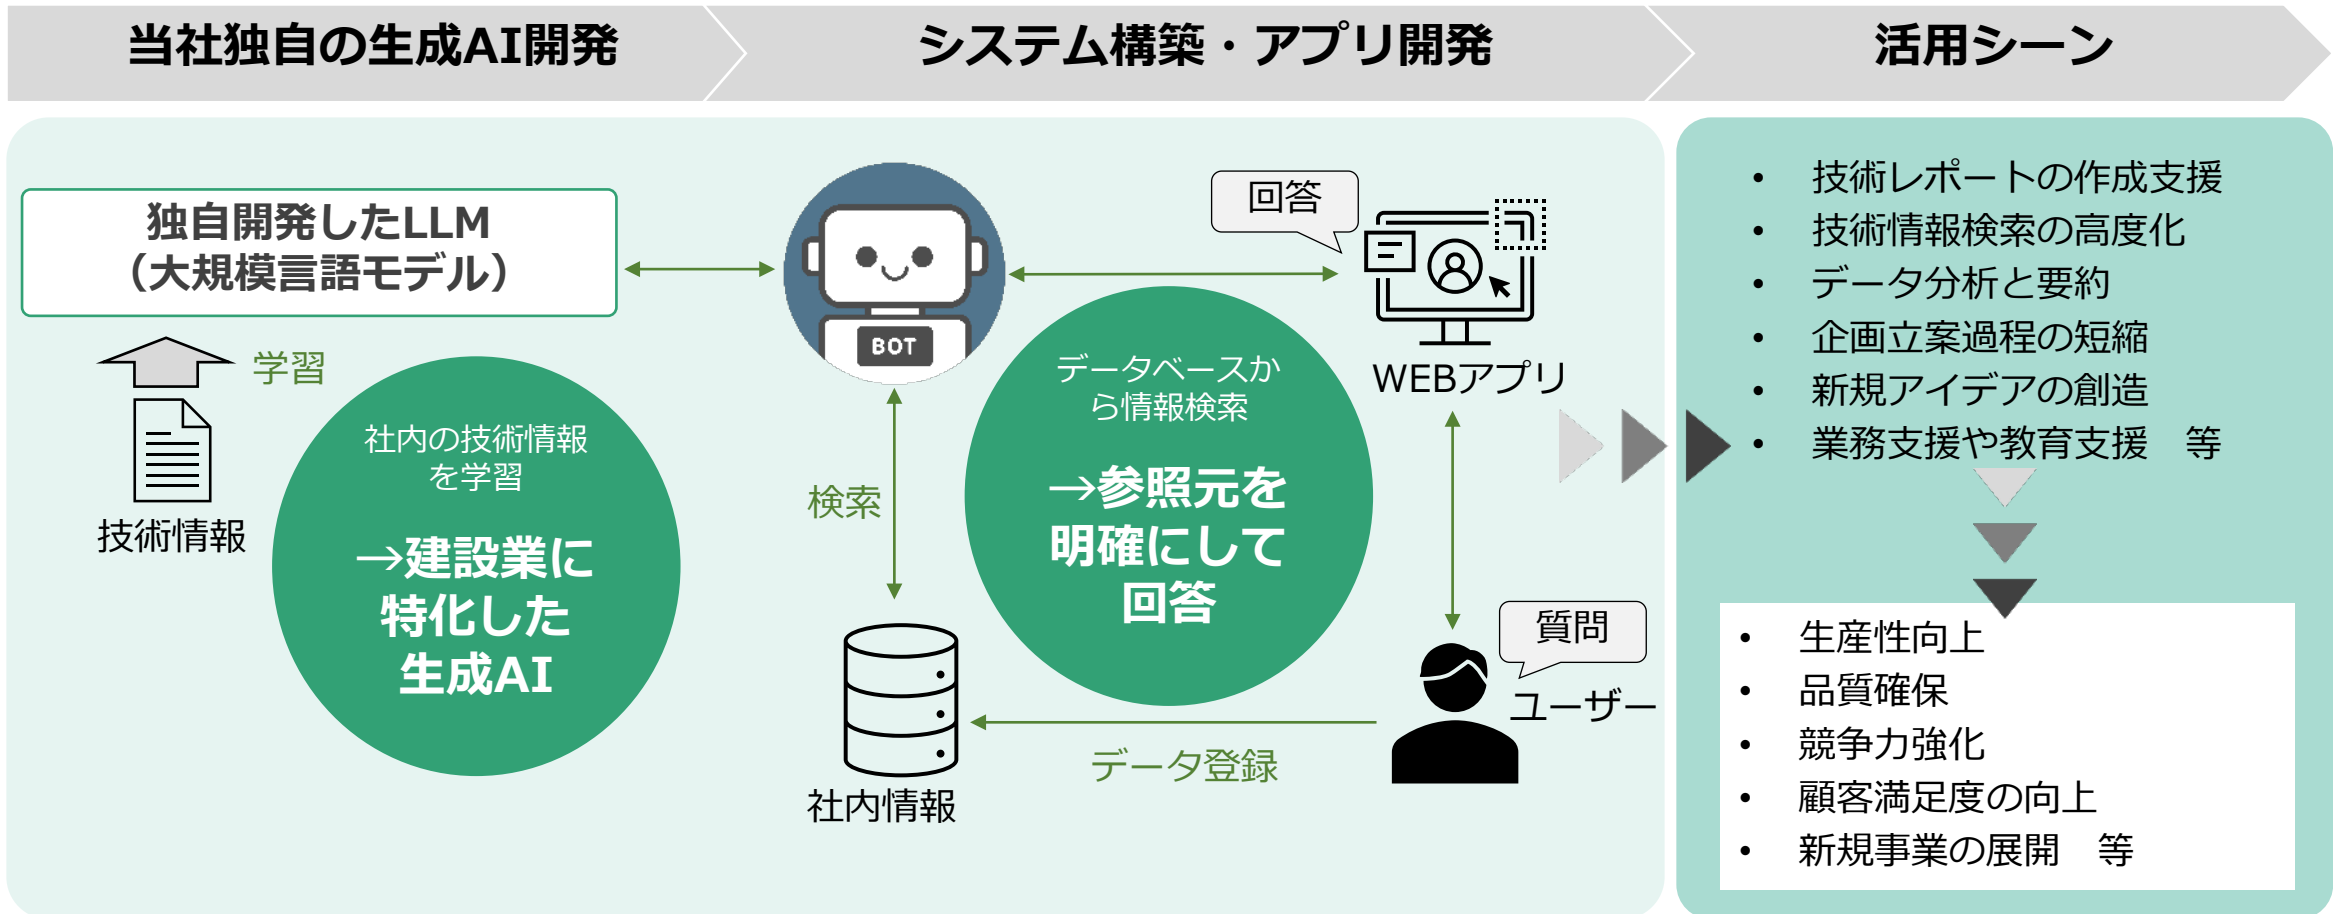 当社独自の生成AI開発
システム構築・アプリ開発
活用シーン
独自開発したLLM
（大規模言語モデル）
学習
技術情報
社内の技術情報
を学習
→建設業に
特化した
生成AI
BOT
検索
社内情報
データベースか
ら情報検索
→参照元を
明確にして
回答
回答
WEBアプリ
質問
ユーザー
データ登録
• 技術レポートの作成支援
• 技術情報検索の高度化
• データ分析と要約
• 企画立案過程の短縮
• 新規アイデアの創造
• 業務支援や教育支援　等
• 生産性向上
• 品質確保
• 競争力強化
• 顧客満足度の向上
• 新規事業の展開　等